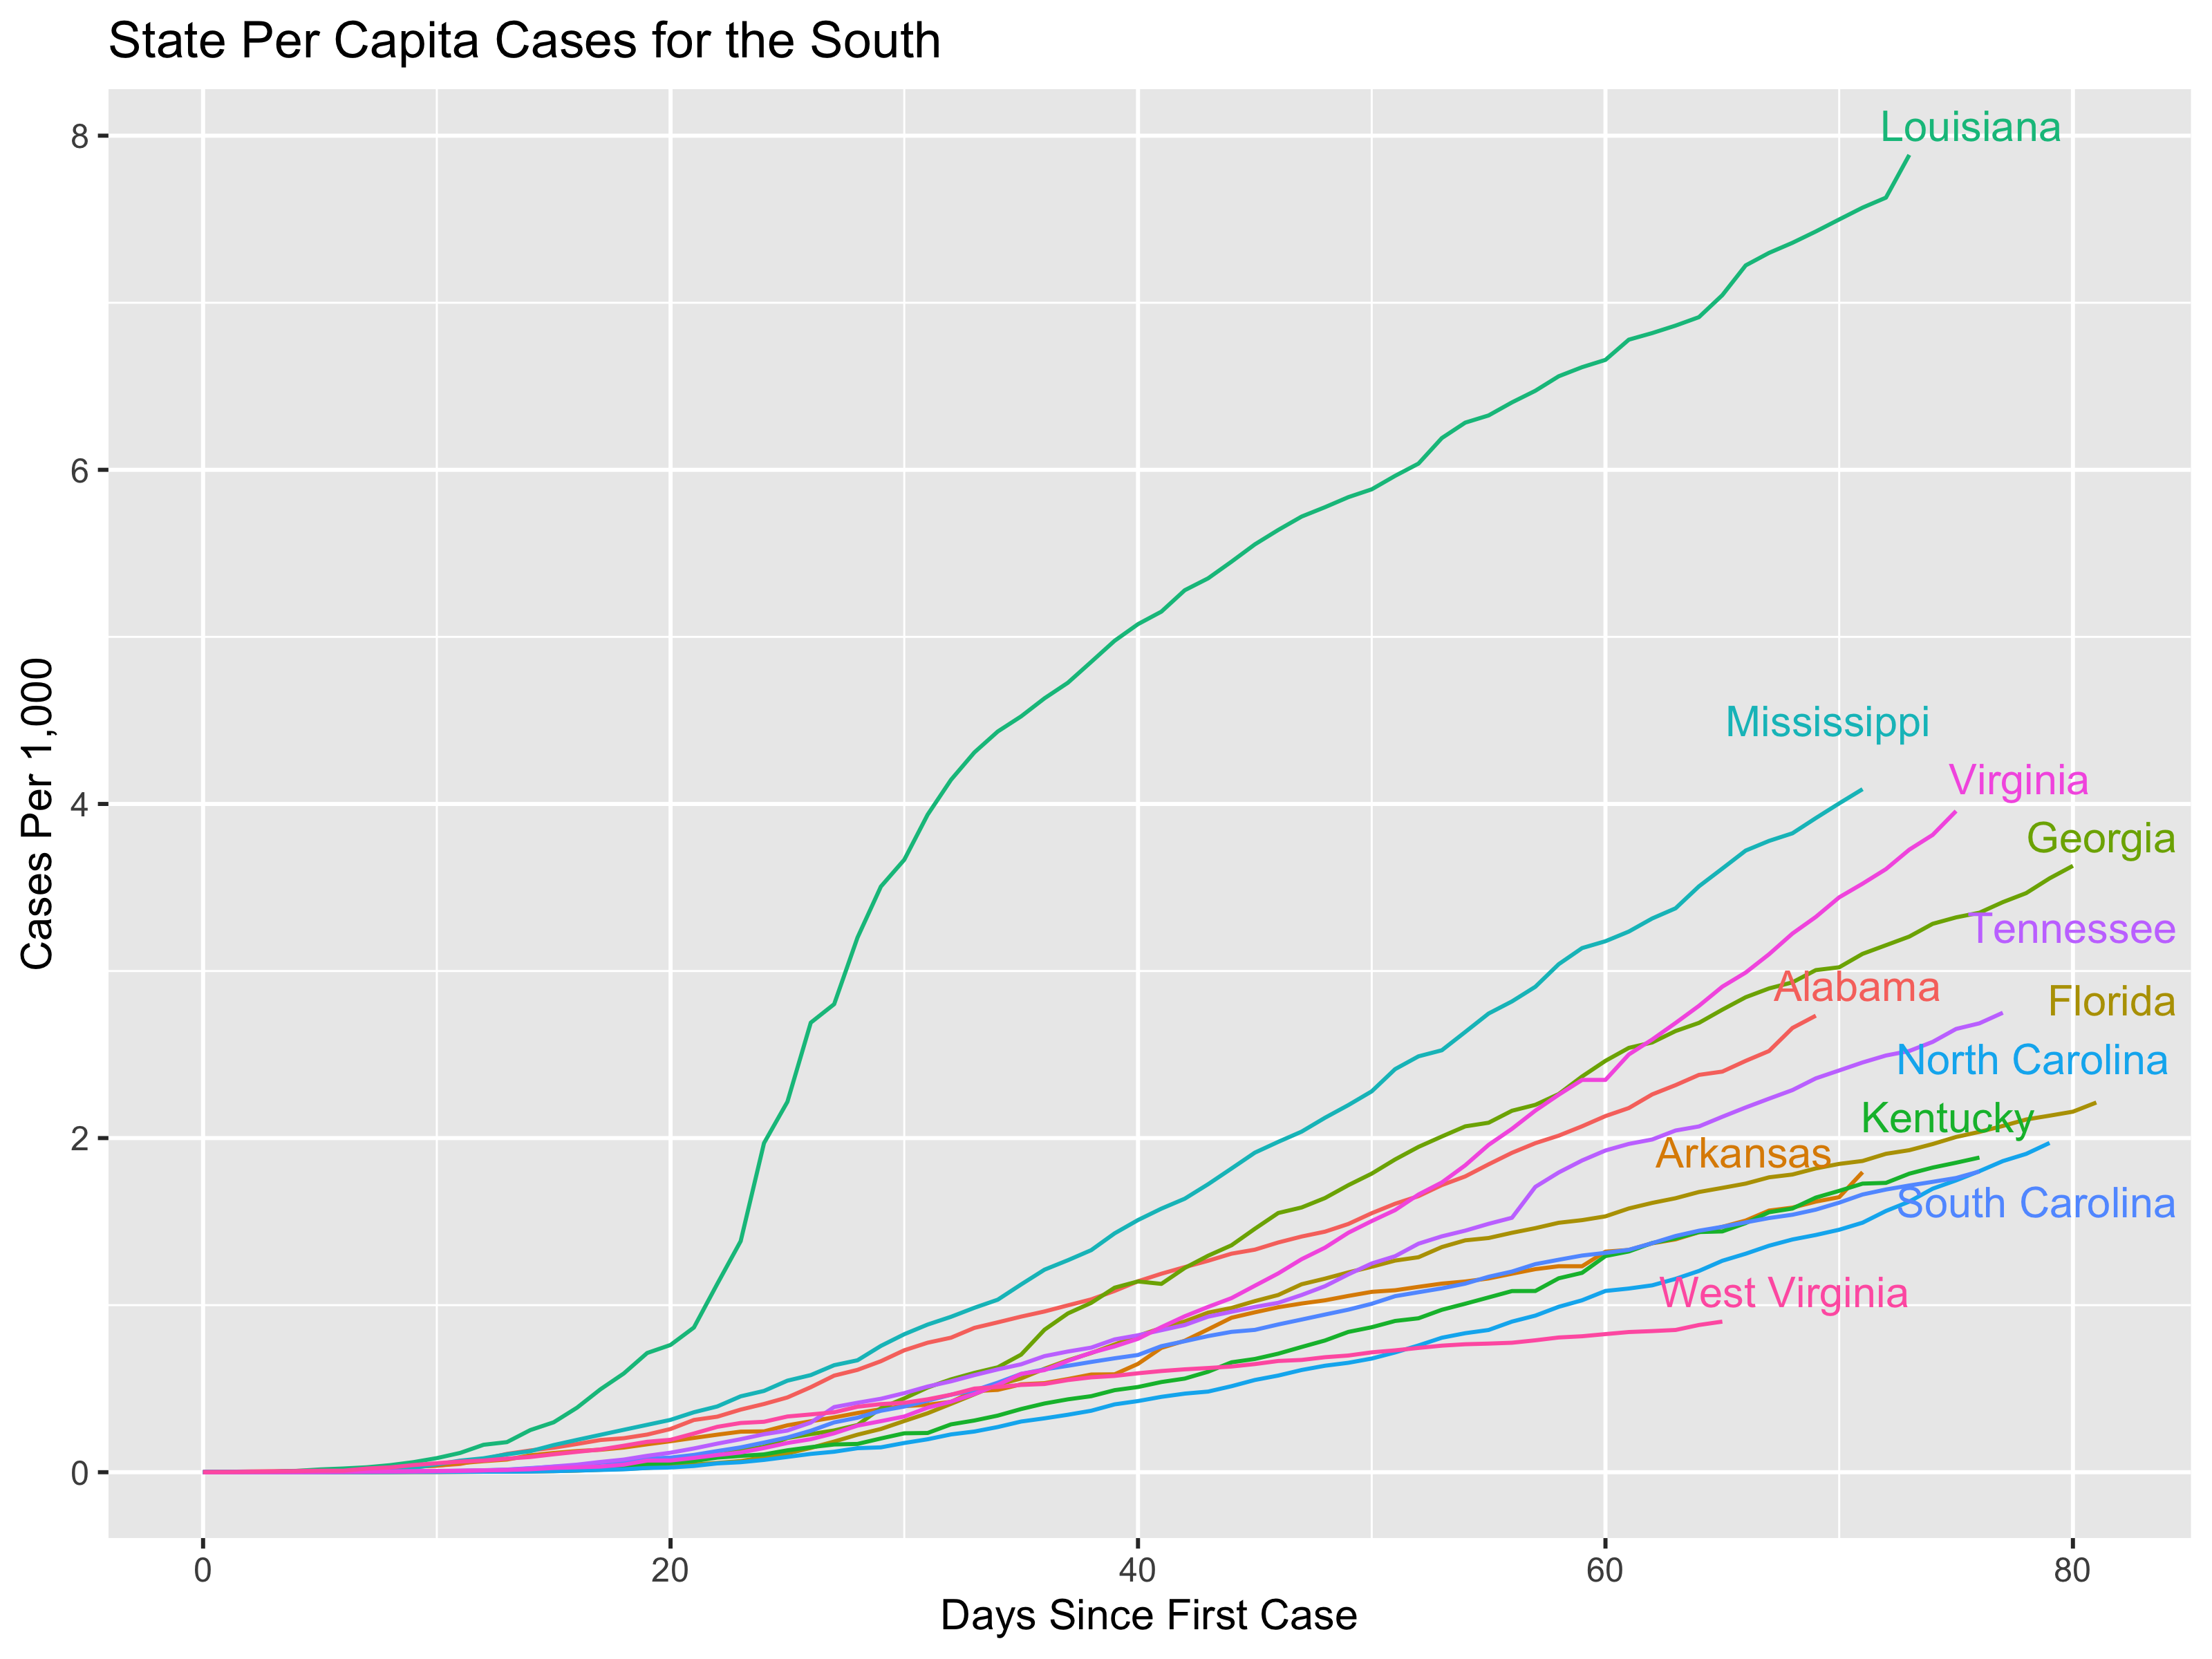 State Per Capita Cases for the South
Cases Per 1,000
8
6
4
2
0
Louisiana
Mississippi
Virginia
Georgia
Tennessee
Alabama
Florida
North Carolina
Kentucky
Arkansas
South Carolina
West Virginia
0 20 40 60 80
Days Since First Case